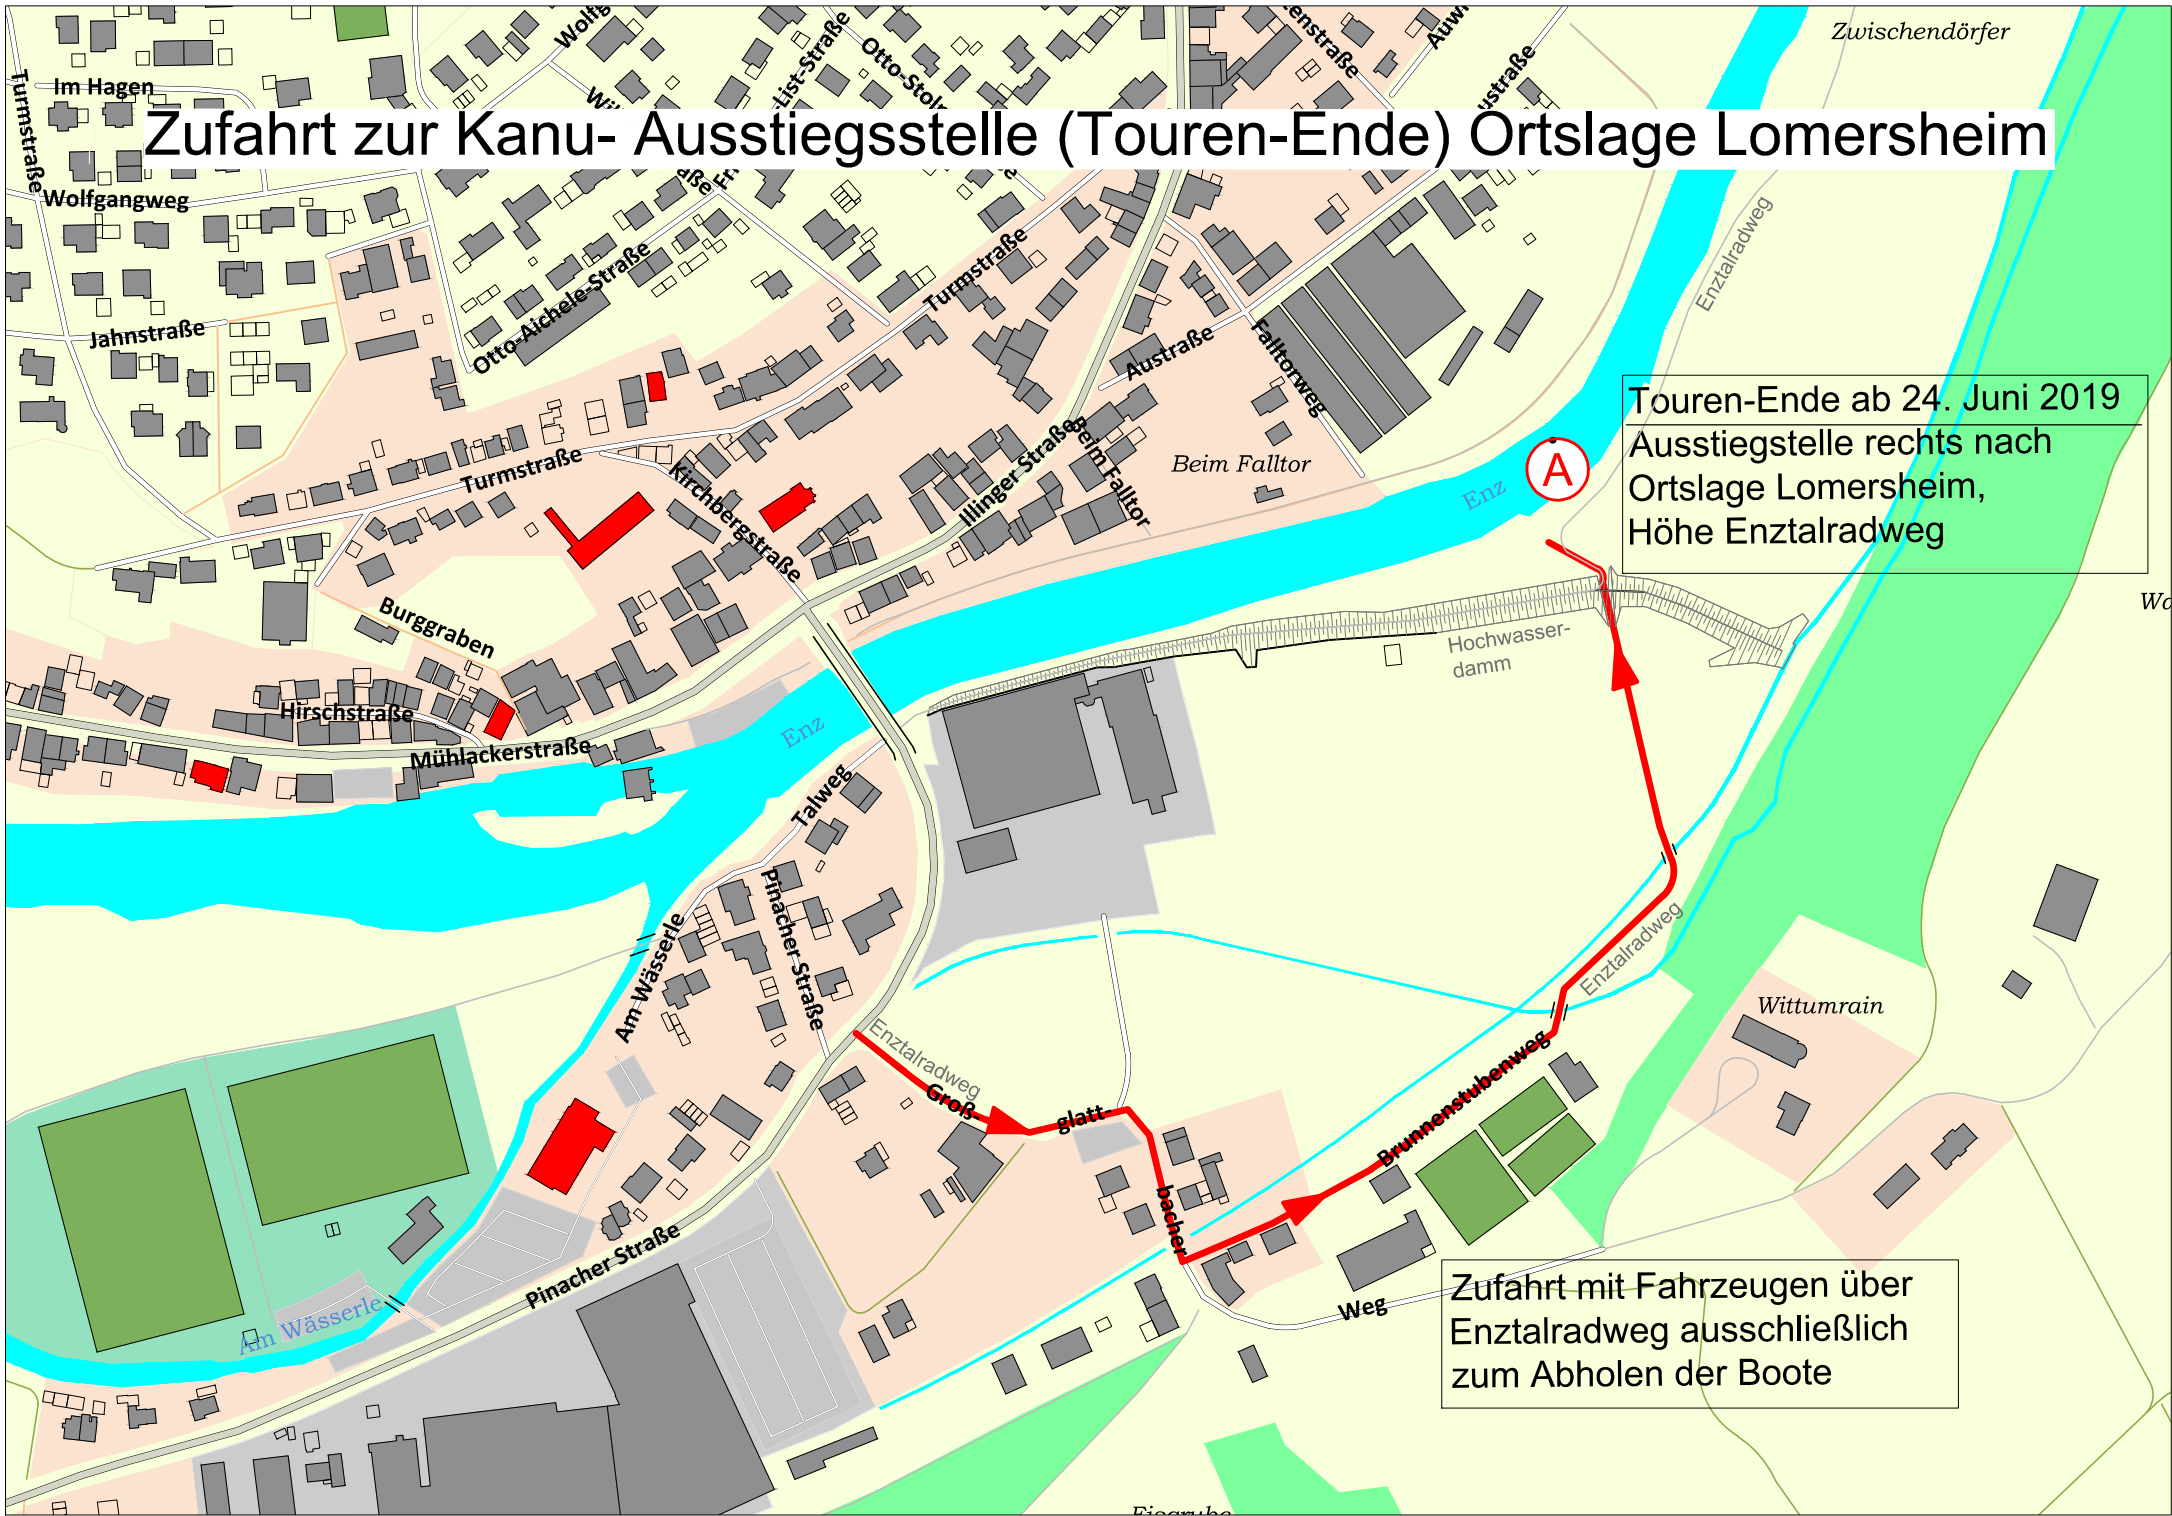 Zwischendörfer
Im Hagen
Turmstraße
Otto-Stol
Zufahrt zur Kanu- Ausstiegsstelle (Touren-Ende) Ortslage Lomersheim
Wolfgangweg
Enztalradweg
Otto-Aichele-Straße
Turmstraße
Jahnstraße
Austraße
Falltorweg
Touren-Ende ab 24. Juni 2019
Ausstiegstelle rechts nach
Ortslage Lomersheim,
Höhe Enztalradweg
A
Beim Falltor
Beim Falltor
Illinger Straße
Turmstraße
Kirchbergstraße
Enz
Burggraben
Hochwasser-
damm
Hirschstraße
Mühlackerstraße
Enz
Talweg
Pinacher Straße
Am Wässerle
Enztalradweg
Wittumrain
Enztalradweg
Groß-
glatt-
bacher
Weg
Brunnenstubenweg
Pinacher Straße
Am Wässerle
Zufahrt mit Fahrzeugen über
Enztalradweg ausschließlich
zum Abholen der Boote